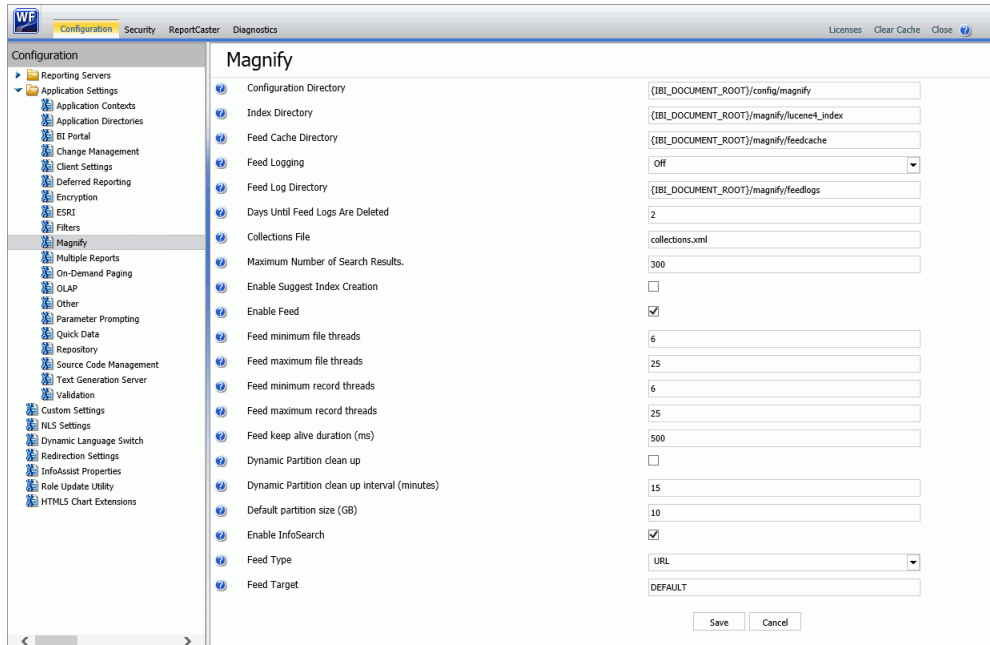 WF
Configuration Security ReportCaster Diagnostics Licenses Clear Cache Close ?
Configuration
Reporting Servers
Application Settings
Application Contexts
Application Directories
BI Portal
Change Management
Client Settings
Deferred Reporting
Encryption
ESRI
Filters
Magnify
Multiple Reports
On-Demand Paging
OLAP
Other
Parameter Prompting
Quick Data
Repository
Source Code Management
Text Generation Server
Validation
Custom Settings
NLS Settings
Dynamic Language Switch
Redirection Settings
InfoAssist Properties
Role Update Utility
HTML5 Chart Extensions
Magnify
? Configuration Directory {IBI_DOCUMENT_ROOT}/config/magnify
? Index Directory {IBI_DOCUMENT_ROOT}/magnify/lucene4_index
? Feed Cache Directory {IBI_DOCUMENT_ROOT}/magnify/feedcache
? Feed Logging Off
? Feed Log Directory {IBI_DOCUMENT_ROOT}/magnify/feedlogs
? Days Until Feed Logs Are Deleted 2
? Collections File collections.xml
? Maximum Number of Search Results. 300
? Enable Suggest Index Creation
? Enable Feed
? Feed minimum file threads 6
? Feed maximum file threads 25
? Feed minimum record threads 6
? Feed maximum record threads 25
? Feed keep alive duration (ms) 500
? Dynamic Partition clean up
? Dynamic Partition clean up interval (minutes) 15
? Default partition size (GB) 10
? Enable InfoSearch
? Feed Type URL
? Feed Target DEFAULT
Save Cancel